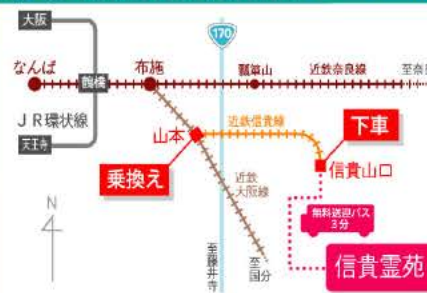 大阪
170
なんば
鶴橋
布施
瓢箪山
近鉄奈良線
至奈
JR環状線
天王寺
山本
近鉄信貴線
下車
乗換え
信貴山口
近鉄
大阪線
無料送迎バス
3分
N
至藤井寺
至国分
信貴霊苑